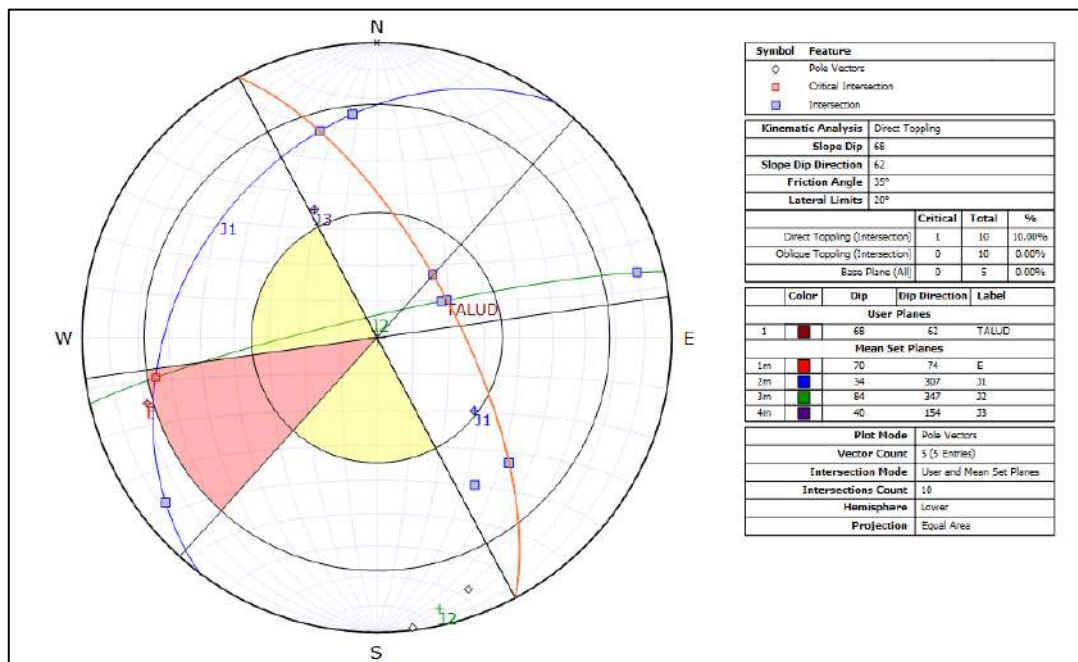 N
J3
J1
TALUD
J2
W
E
E
J1
J2
S
Symbol Feature
Pole Vectors
Critical Intersection
Intersection
Kinematic Analysis Direct Toppling
Slope Dip 68
Slope Dip Direction 62
Friction Angle 35°
Lateral Limits 20°
Critical Total %
Direct Toppling (Intersection) 1 10 10.00%
Oblique Toppling (Intersection) 0 10 0.00%
Base Plane (All) 0 5 0.00%
Color Dip Dip Direction Label
User Planes
1 68 62 TALUD
Mean Set Planes
1m 70 74 E
2m 34 307 J1
3m 84 347 J2
4m 40 154 J3
Plot Mode Pole Vectors
Vector Count 5 (5 Entries)
Intersection Mode User and Mean Set Planes
Intersections Count 10
Hemisphere Lower
Projection Equal Area